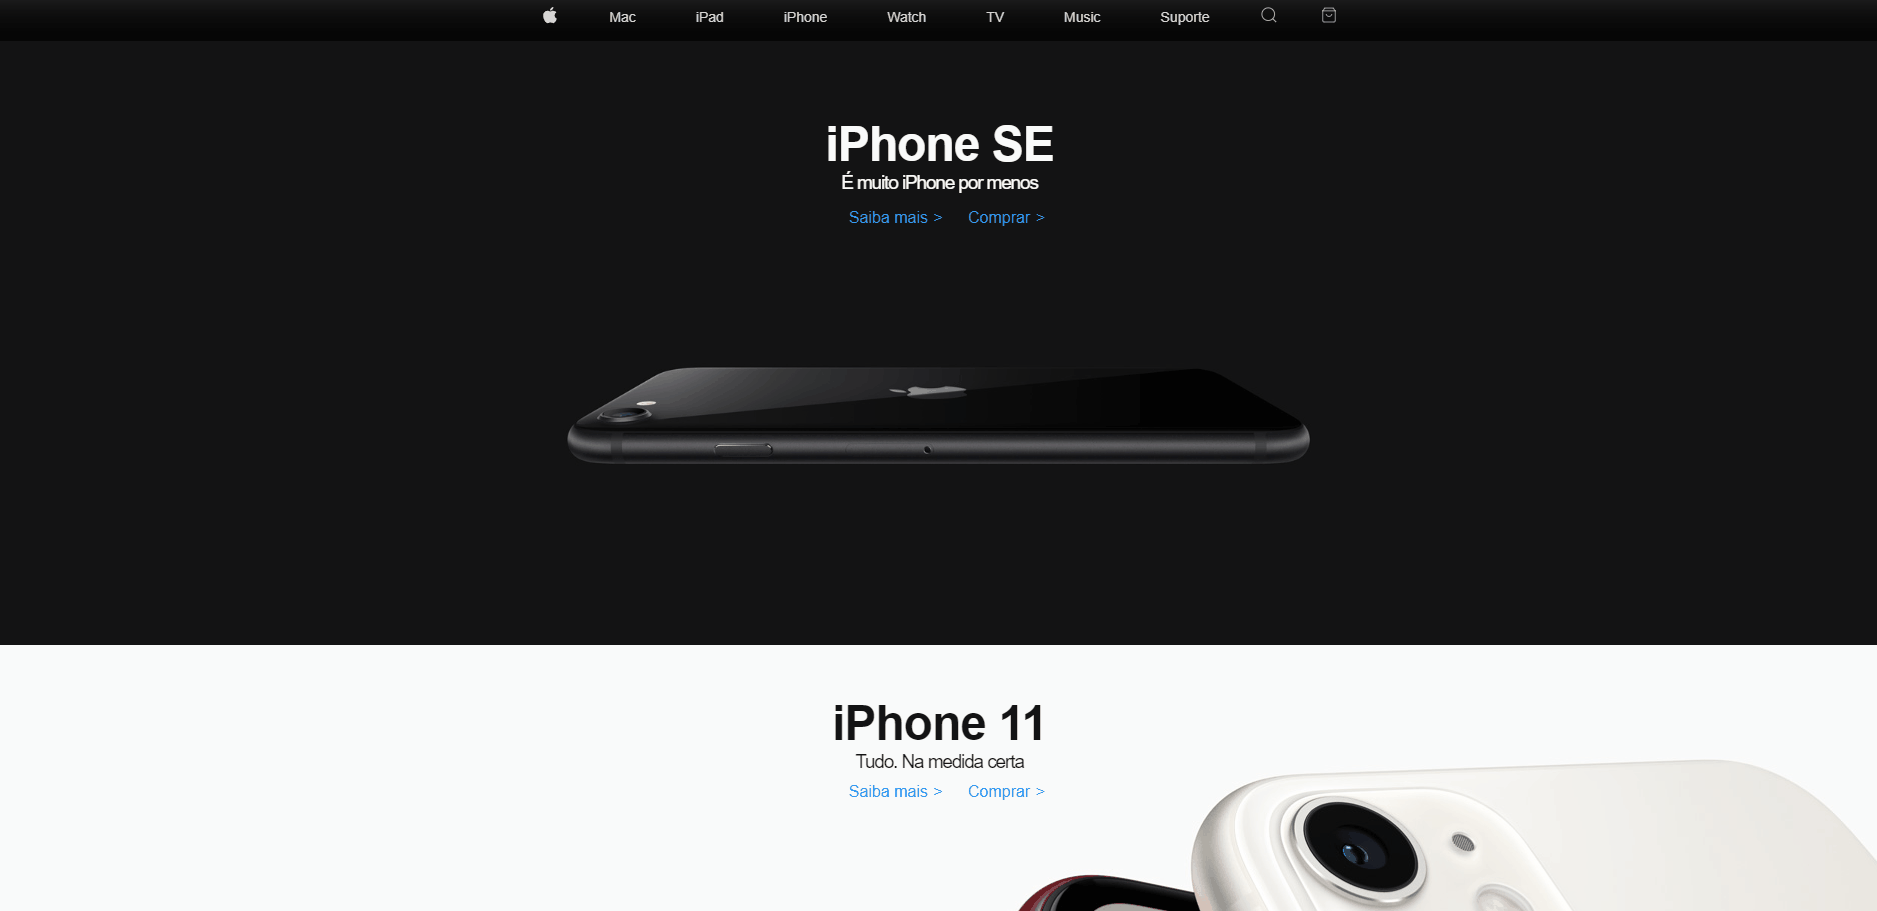 Mac iPad iPhone Watch TV Music Suporte
iPhone SE
É muito iPhone por menos
Saiba mais > Comprar >
iPhone 11
Tudo. Na medida certa
Saiba mais > Comprar >